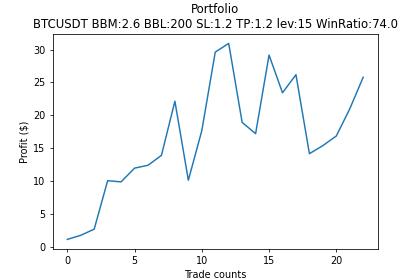 Portfolio
BTCUSDT BBM:2.6 BBL:200 SL:1.2 TP:1.2 lev:15 WinRatio:74.0
Profit ($)
30
25
20
15
10
5
0
0 5 10 15 20
Trade counts